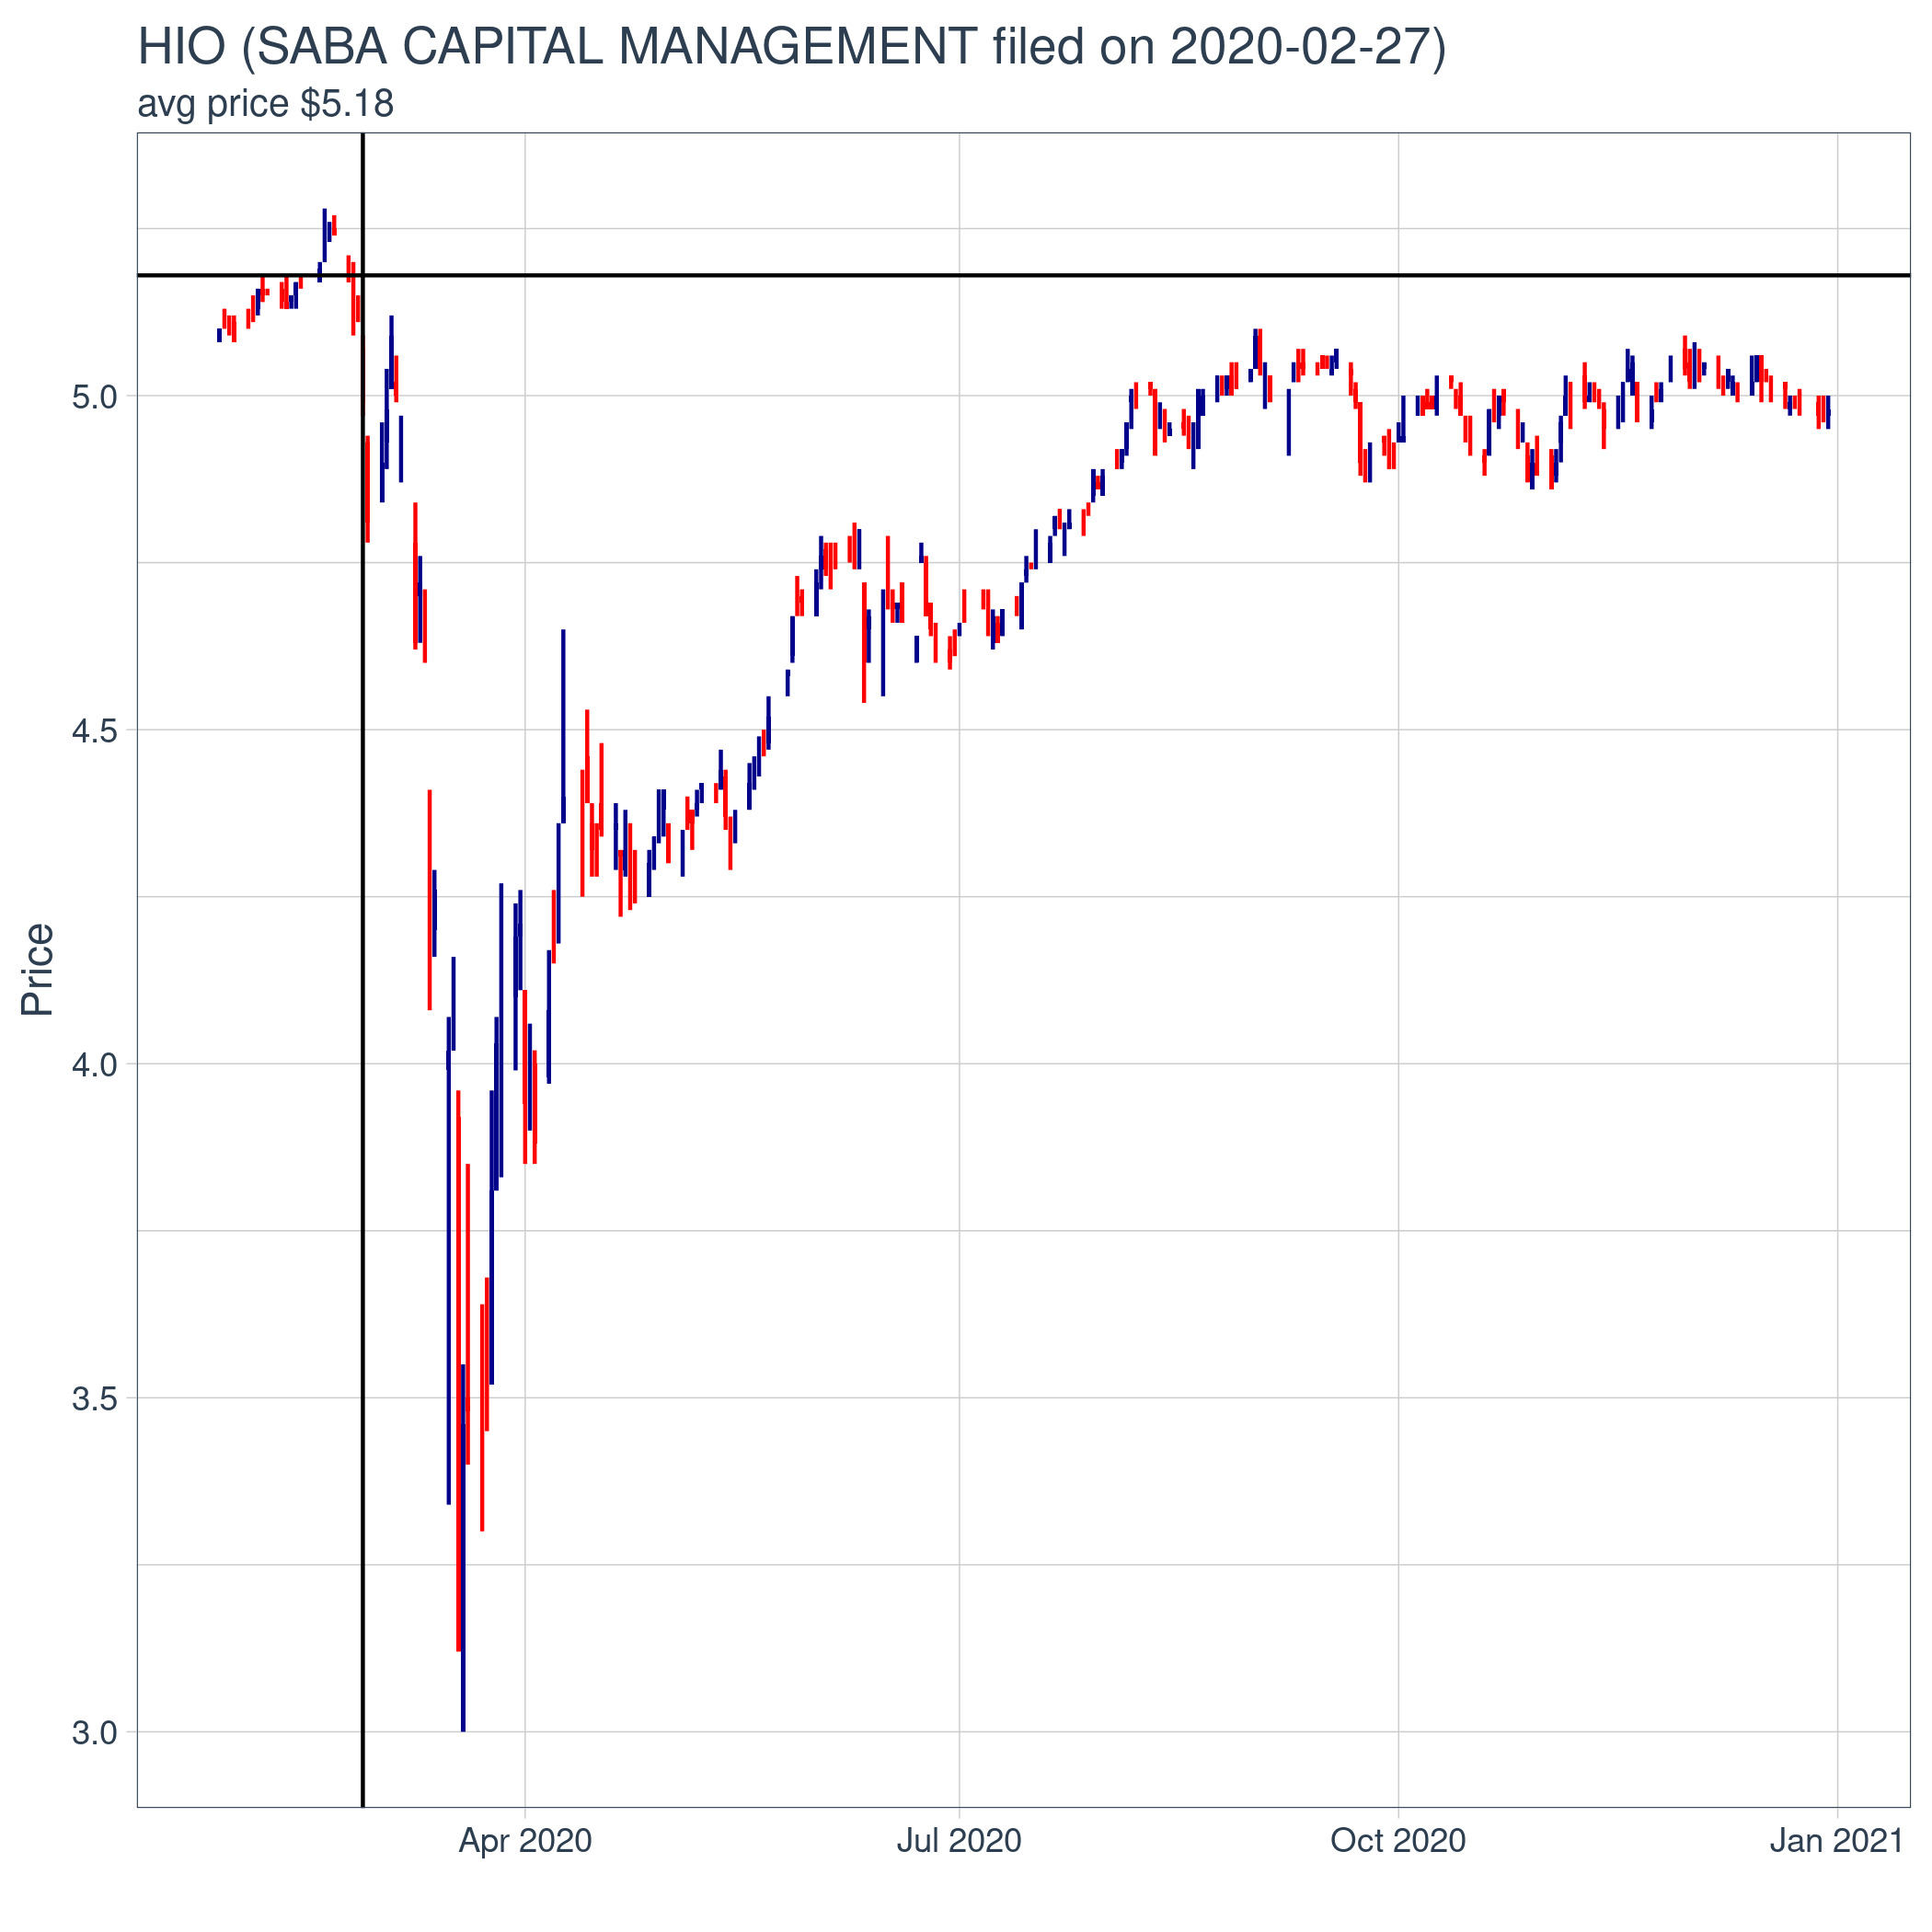 HIO (SABA CAPITAL MANAGEMENT filed on 2020-02-27)
avg price $5.18
Price
5.0
4.5
4.0
3.5
3.0
Apr 2020
Jul 2020
Oct 2020
Jan 2021